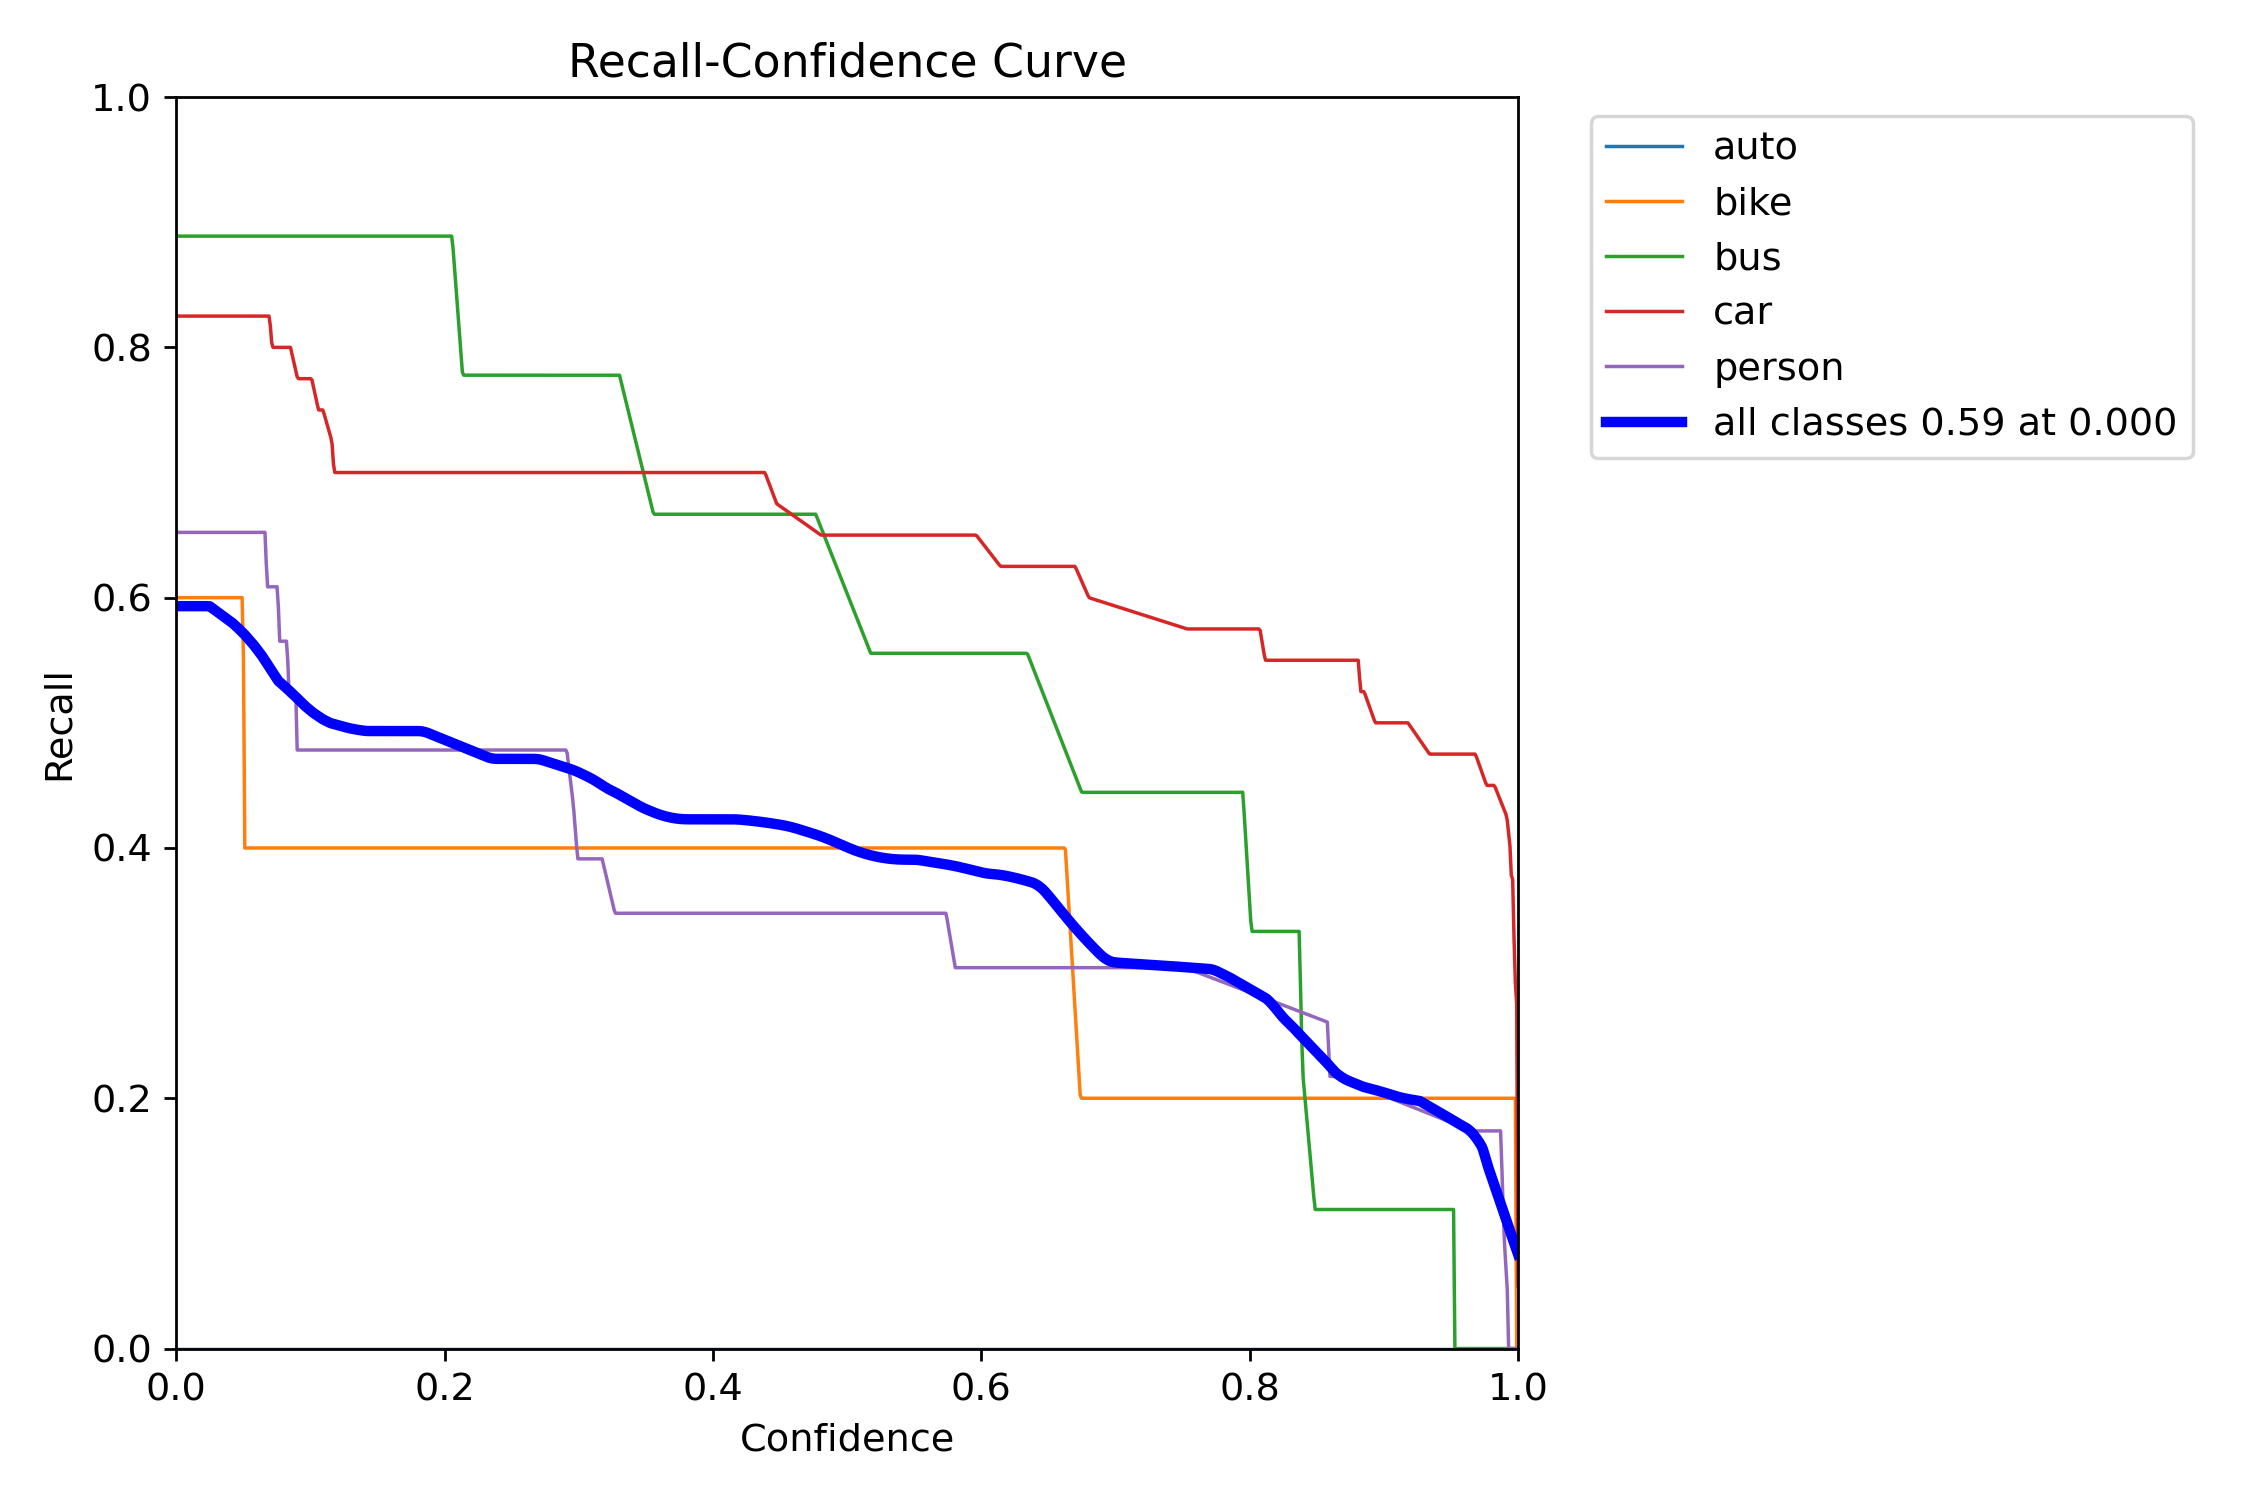 Recall-Confidence Curve
1.0
0.8
0.6
0.4
0.2
0.0
Recall
0.0 0.2 0.4 0.6 0.8 1.0
Confidence
auto
bike
bus
car
person
all classes 0.59 at 0.000